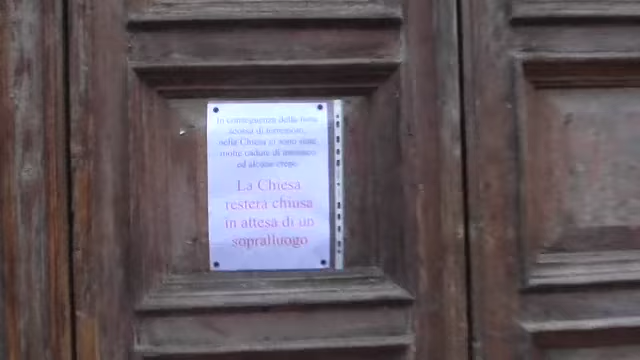 In conseguenza della forte
scossa di terremoto,
nella Chiesa ci sono state
molte cadute di intonaco
ed alcune crepe.
La Chiesa
resterà chiusa
in attesa di un
sopralluogo